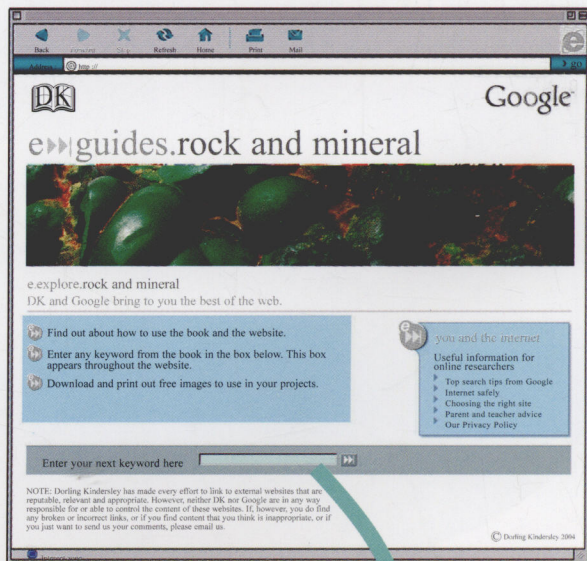 Back
Forward
Stop
Refresh
Home
Print
Mail
Address
http://
go
DK
Google
e guides.rock and mineral
e.explore.rock and mineral
DK and Google bring to you the best of the web.
Find out about how to use the book and the website.
Enter any keyword from the book in the box below. This box
appears throughout the website.
Download and print out free images to use in your projects.
e
you and the internet
Useful information for
online researchers
Top search tips from Google
Internet safely
Choosing the right site
Parent and teacher advice
Our Privacy Policy
Enter your next keyword here
NOTE: Dorling Kindersley has made every effort to link to external websites that are
reputable, relevant and appropriate. However, neither DK nor Google are in any way
responsible for or able to control the content of these websites. If, however, you do find
any broken or incorrect links, or if you find content that you think is inappropriate, or if
you just want to send us your comments, please email us.
© Dorling Kindersley 2004
Internet zone